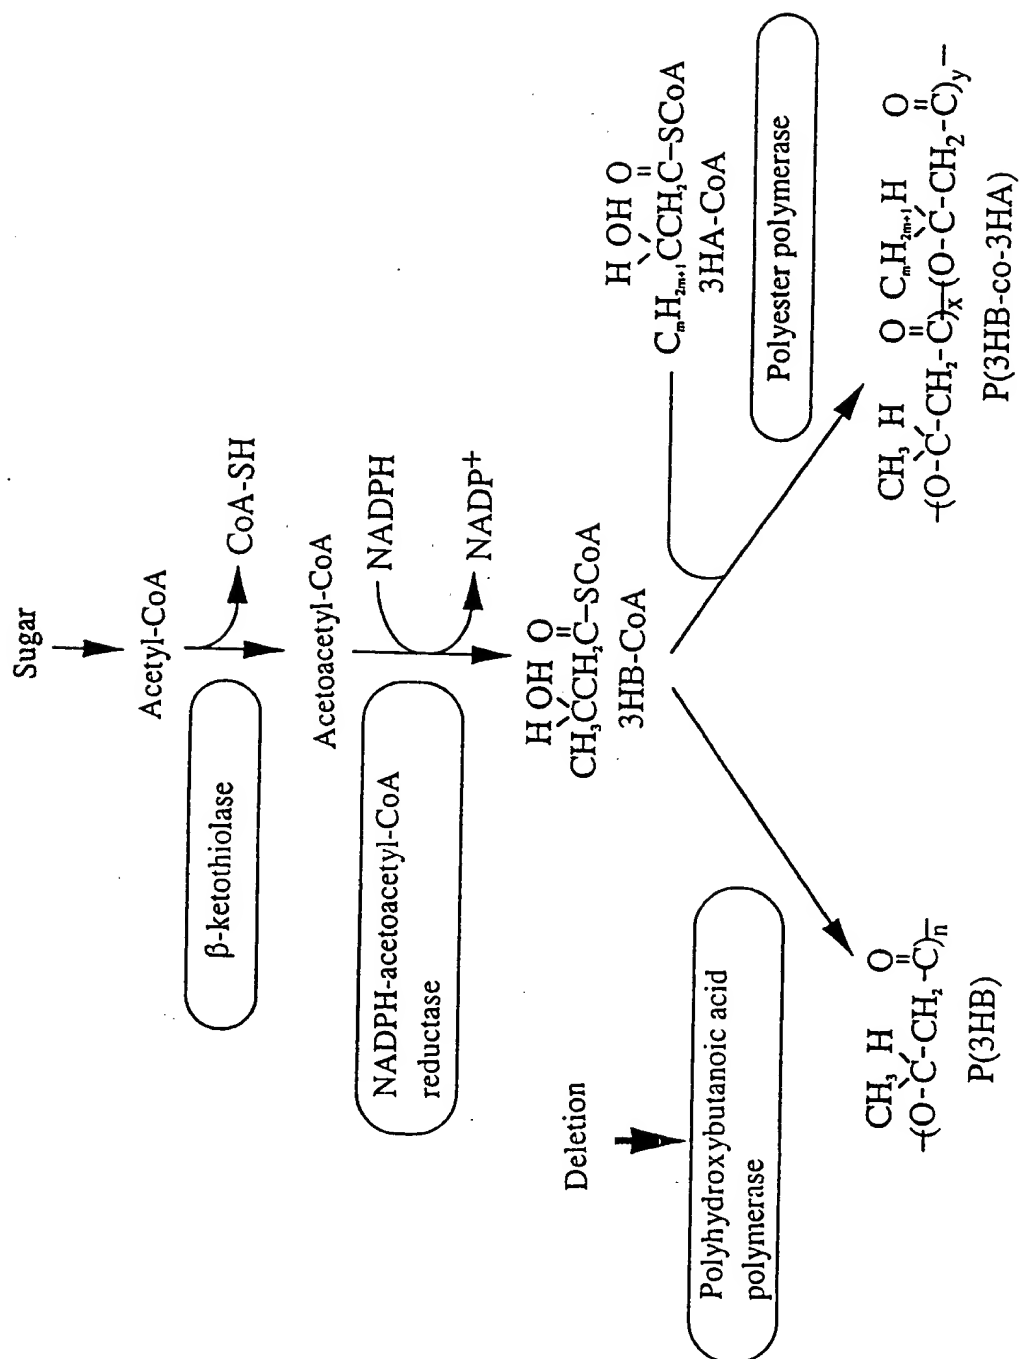 Sugar
Acetyl-CoA
CoA-SH
β-ketothiolase
Acetoacetyl-CoA
NADPH
NADP+
NADPH-acetoacetyl-CoA
reductase
H OH O
CH₃CCH₂C-SCoA
3HB-CoA
H OH O
CₘH₂ₘ₊₁CCH₂C-SCoA
3HA-CoA
Deletion
Polyhydroxybutanoic acid
polymerase
Polyester polymerase
CH₃ H O
-(O-C-CH₂-C)ₙ-
P(3HB)
CH₃ H O CₘH₂ₘ₊₁H O
-(O-C-CH₂-C)ₓ(O-C-CH₂-C)y-
P(3HB-co-3HA)